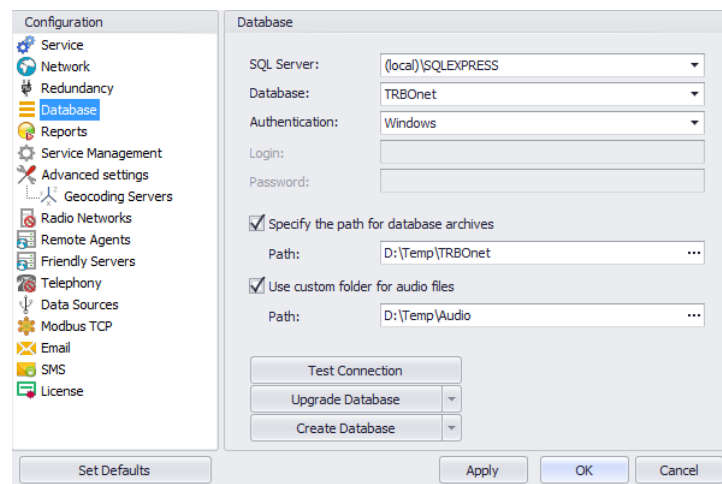 Configuration
Service
Network
Redundancy
Database
Reports
Service Management
Advanced settings
Geocoding Servers
Radio Networks
Remote Agents
Friendly Servers
Telephony
Data Sources
Modbus TCP
Email
SMS
License
Set Defaults
Database
SQL Server: (local)\SQLEXPRESS
Database: TRBOnet
Authentication: Windows
Login:
Password:
Specify the path for database archives
Path: D:\Temp\TRBOnet ...
Use custom folder for audio files
Path: D:\Temp\Audio ...
Test Connection
Upgrade Database
Create Database
Apply OK Cancel